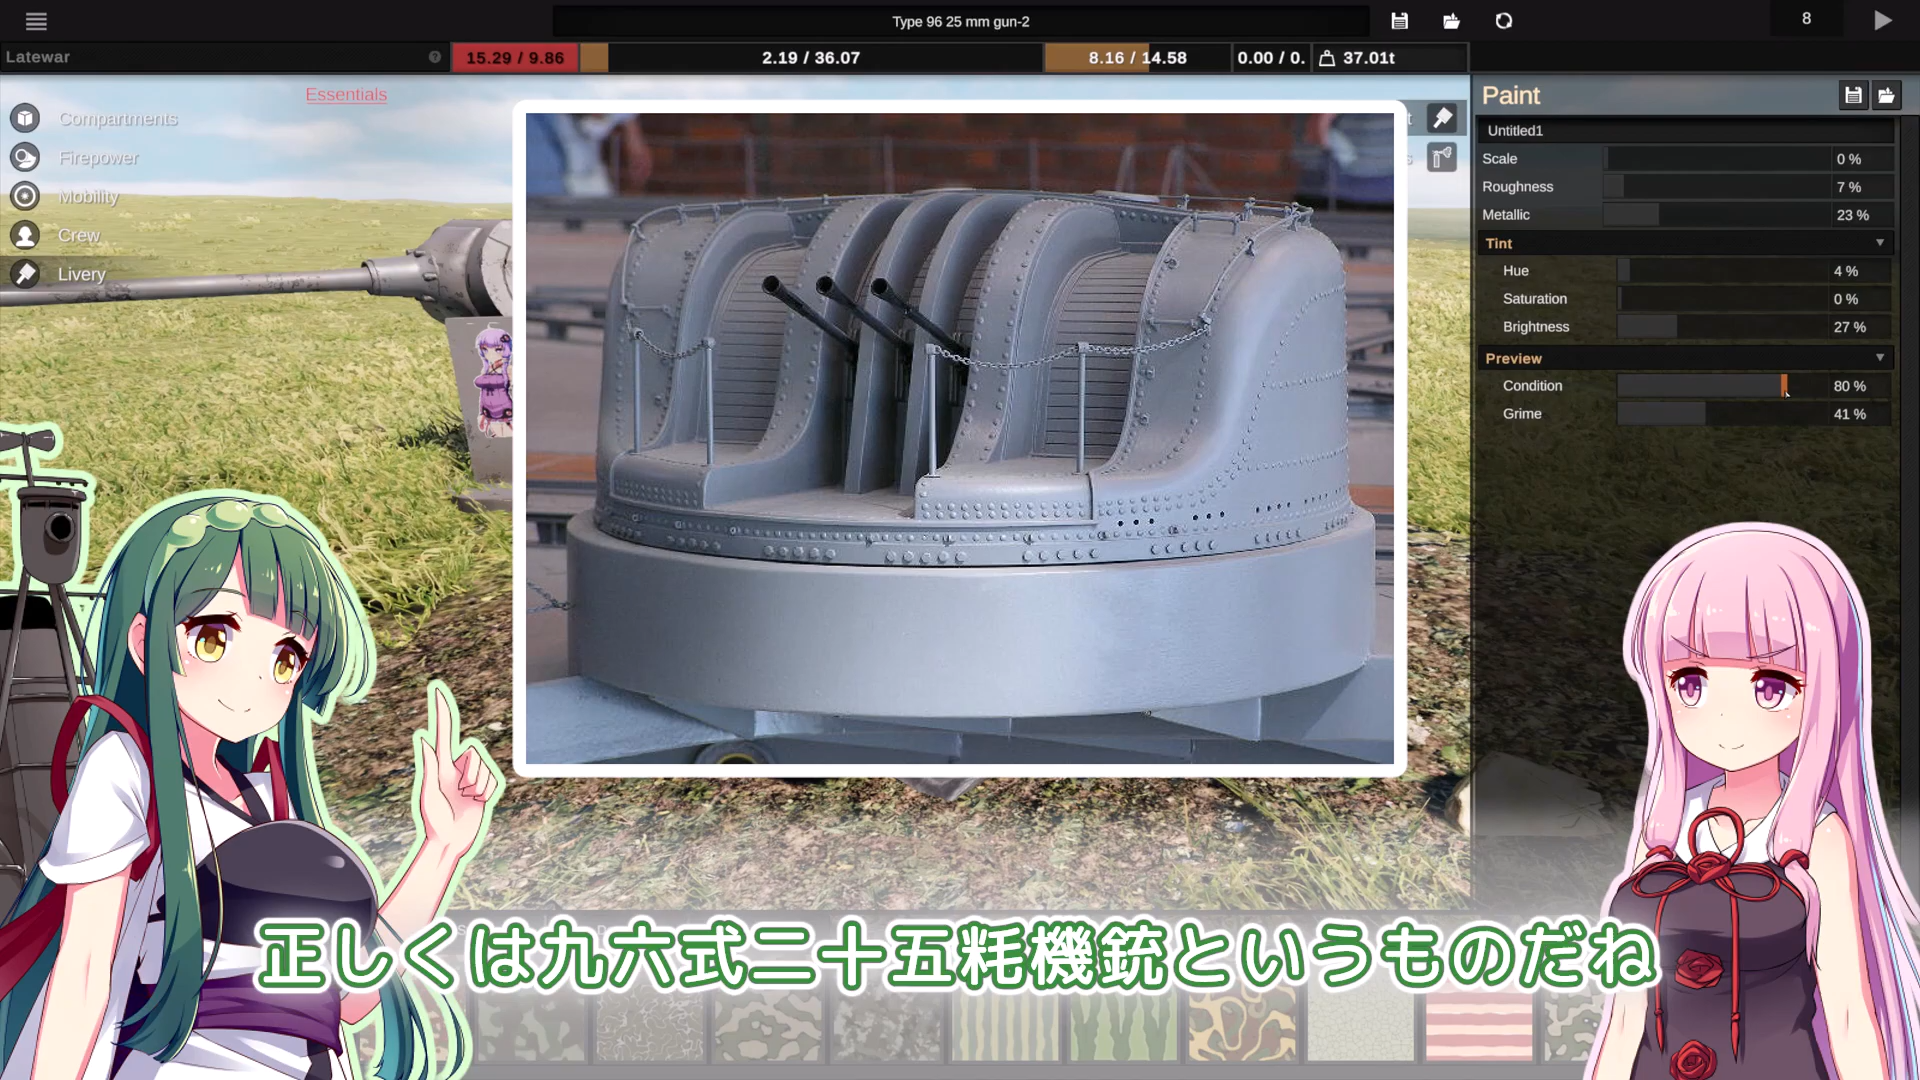 Type 96 25 mm gun-2
8
Latewar
15.29 / 9.86
2.19 / 36.07
8.16 / 14.58
0.00 / 0.
37.01t
Essentials
Compartments
Firepower
Mobility
Crew
Livery
Paint
Untitled1
Scale 0 %
Roughness 7 %
Metallic 23 %
Tint
Hue 4 %
Saturation 0 %
Brightness 27 %
Preview
Condition 80 %
Grime 41 %
正しくは九六式二十五粍機銃というものだね